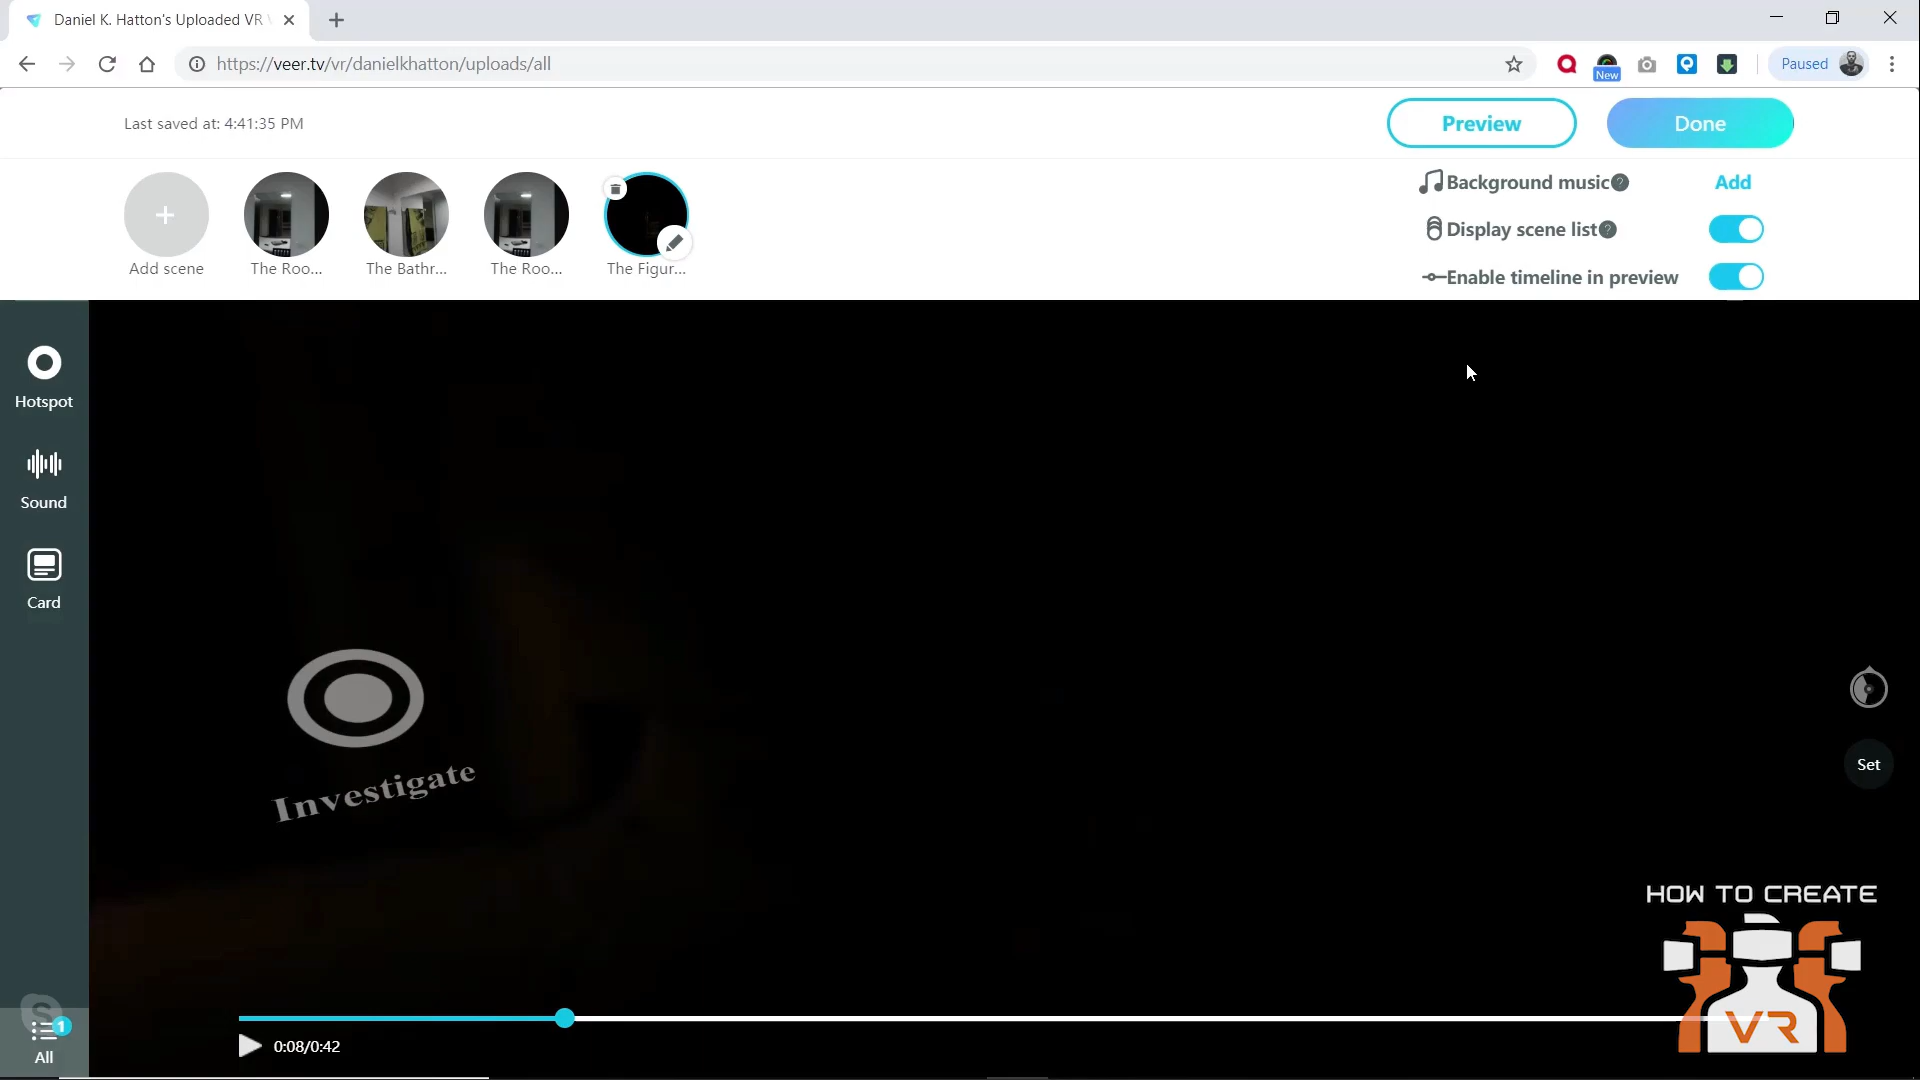 Daniel K. Hatton's Uploaded VR
https://veer.tv/vr/danielkhatton/uploads/all
New
Paused
Last saved at: 4:41:35 PM
Preview
Done
Background music
Add
Display scene list
Enable timeline in preview
Add scene
The Roo...
The Bathr...
The Roo...
The Figur...
Hotspot
Sound
Card
Investigate
Set
HOW TO CREATE
VR
1
All
0:08/0:42